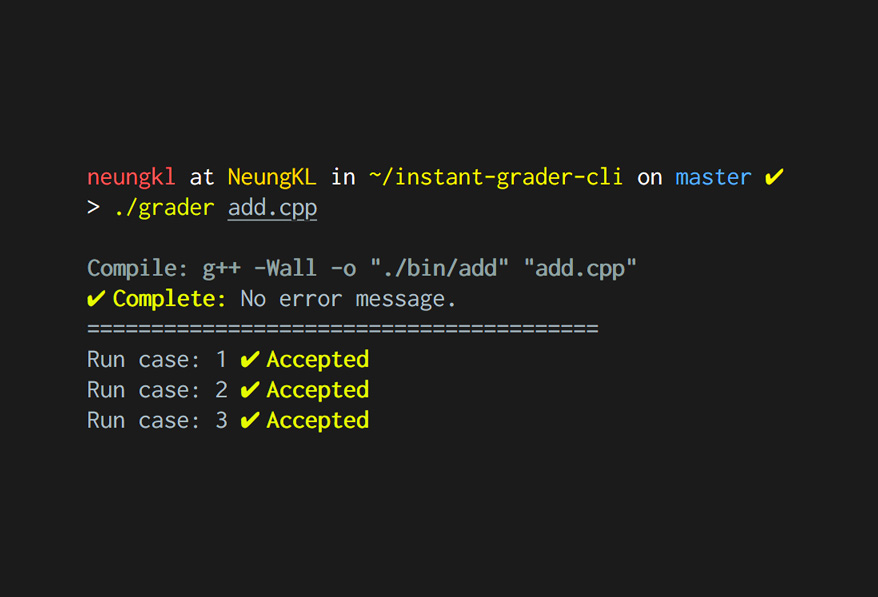 neungkl at NeungKL in ~/instant-grader-cli on master ✔
> ./grader add.cpp
Compile: g++ -Wall -o "./bin/add" "add.cpp"
✔ Complete: No error message.
========================================
Run case: 1 ✔ Accepted
Run case: 2 ✔ Accepted
Run case: 3 ✔ Accepted